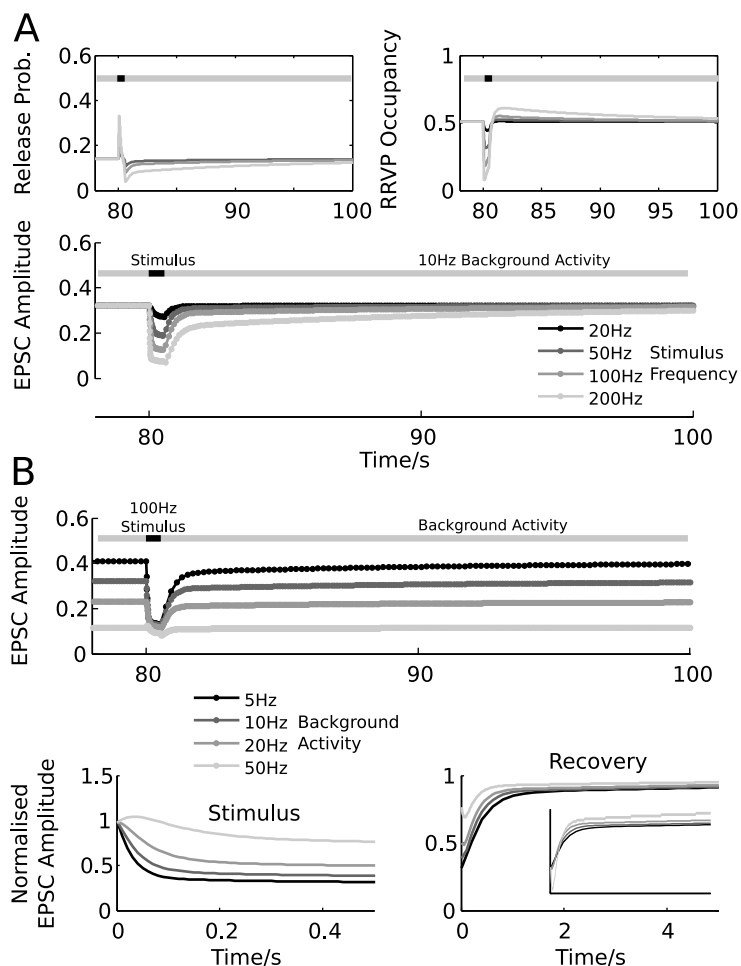 A
Release Prob.
0.6
0.4
0.2
0
80
90
100
RRVP Occupancy
1
0.5
0
80
85
90
95
100
EPSC Amplitude
0.6
0.4
0.2
0
Stimulus
10Hz Background Activity
20Hz
50Hz
100Hz
200Hz
Stimulus
Frequency
80
90
100
Time/s
B
EPSC Amplitude
0.6
0.4
0.2
0
100Hz
Stimulus
Background Activity
80
90
100
5Hz
10Hz
20Hz
50Hz
Background
Activity
Normalised
EPSC Amplitude
1.5
1
0.5
0
Stimulus
0
0.2
0.4
Time/s
Recovery
1
0.5
0
0
2
4
Time/s